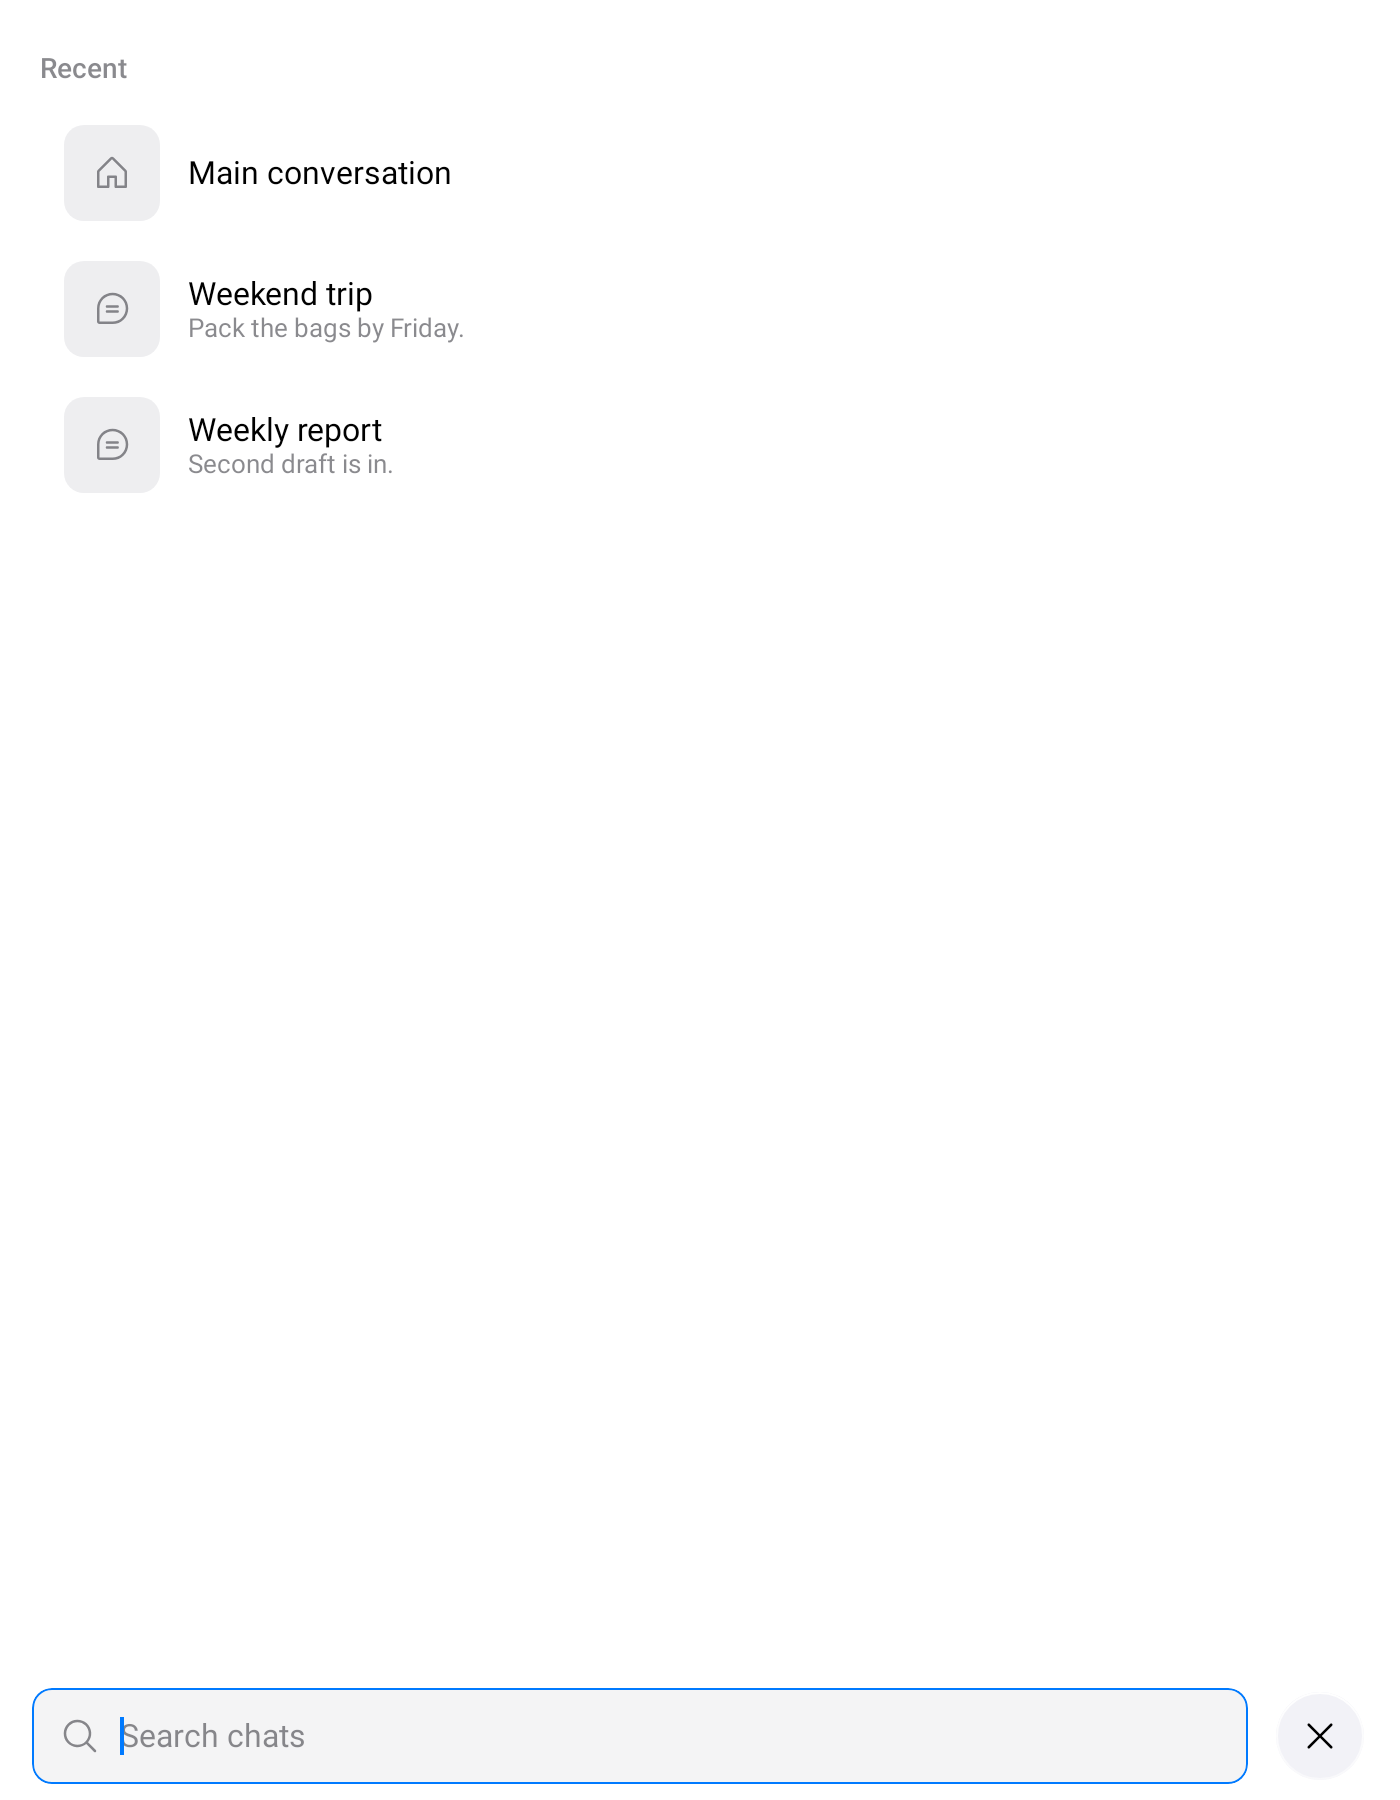 Recent
Main conversation
Weekend trip
Pack the bags by Friday.
Weekly report
Second draft is in.
Search chats